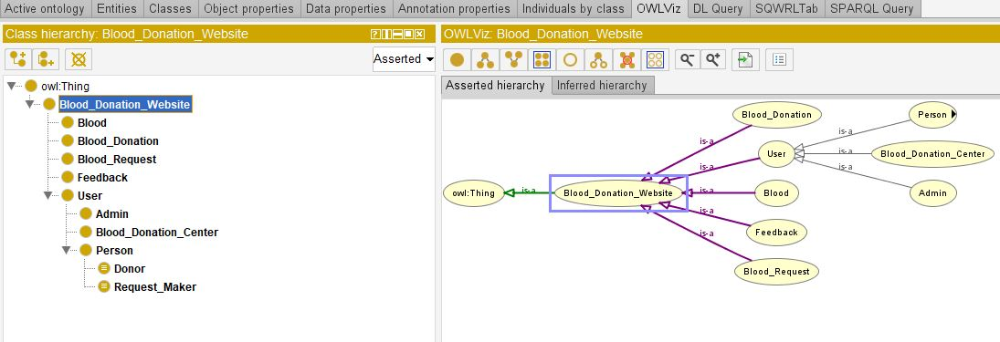 Active ontology Entities Classes Object properties Data properties Annotation properties Individuals by class OWLViz DL Query SQWRLTab SPARQL Query
Class hierarchy: Blood_Donation_Website
OWLViz: Blood_Donation_Website
Asserted
Asserted hierarchy Inferred hierarchy
owl:Thing
Blood_Donation_Website
Blood
Blood_Donation
Blood_Request
Feedback
User
Admin
Blood_Donation_Center
Person
Donor
Request_Maker
Blood_Donation
Person
is-a
is-a
User
is-a
Blood_Donation_Center
is-a
is-a
owl:Thing
is-a
Blood_Donation_Website
is-a
Blood
Admin
is-a
Feedback
is-a
Blood_Request